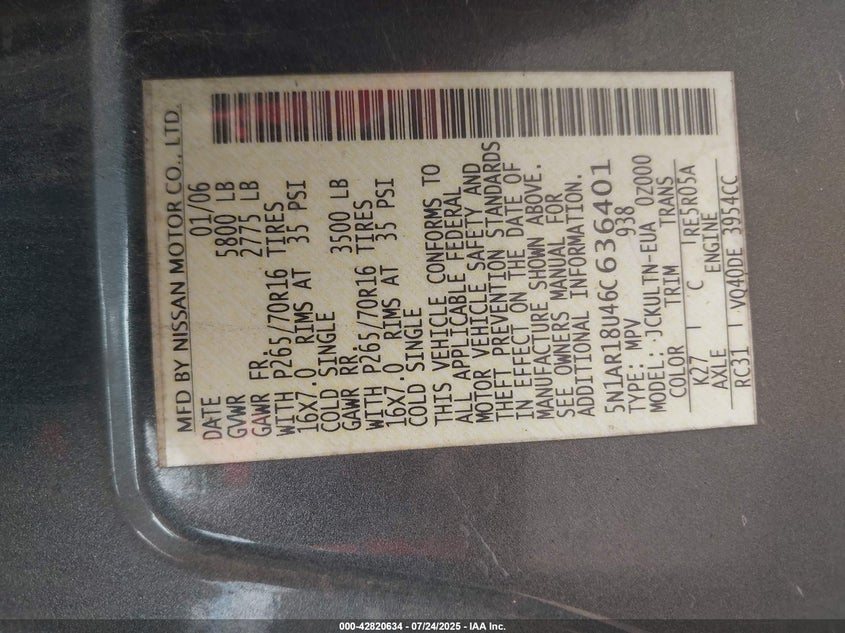 MFD BY NISSAN MOTOR CO., LTD.
DATE 01/06
GVWR 5800 LB
GAWR FR. 2775 LB
WITH P265/70R16 TIRES
16X7.0 RIMS AT 35 PSI
COLD SINGLE
GAWR RR. 3500 LB
WITH P265/70R16 TIRES
16X7.0 RIMS AT 35 PSI
COLD SINGLE
THIS VEHICLE CONFORMS TO
ALL APPLICABLE FEDERAL
MOTOR VEHICLE SAFETY AND
THEFT PREVENTION STANDARDS
IN EFFECT ON THE DATE OF
MANUFACTURE SHOWN ABOVE.
SEE OWNERS MANUAL FOR
ADDITIONAL INFORMATION.
5N1AR18U46C636401
TYPE: MPV 938
MODEL: JCKULTN-EUA 0Z000
COLOR TRIM TRANS
K27 C RE5R05A
AXLE ENGINE
RC31 VQ40DE 3954CC
000-42820634 / 07/24/2025 - IAA Inc.